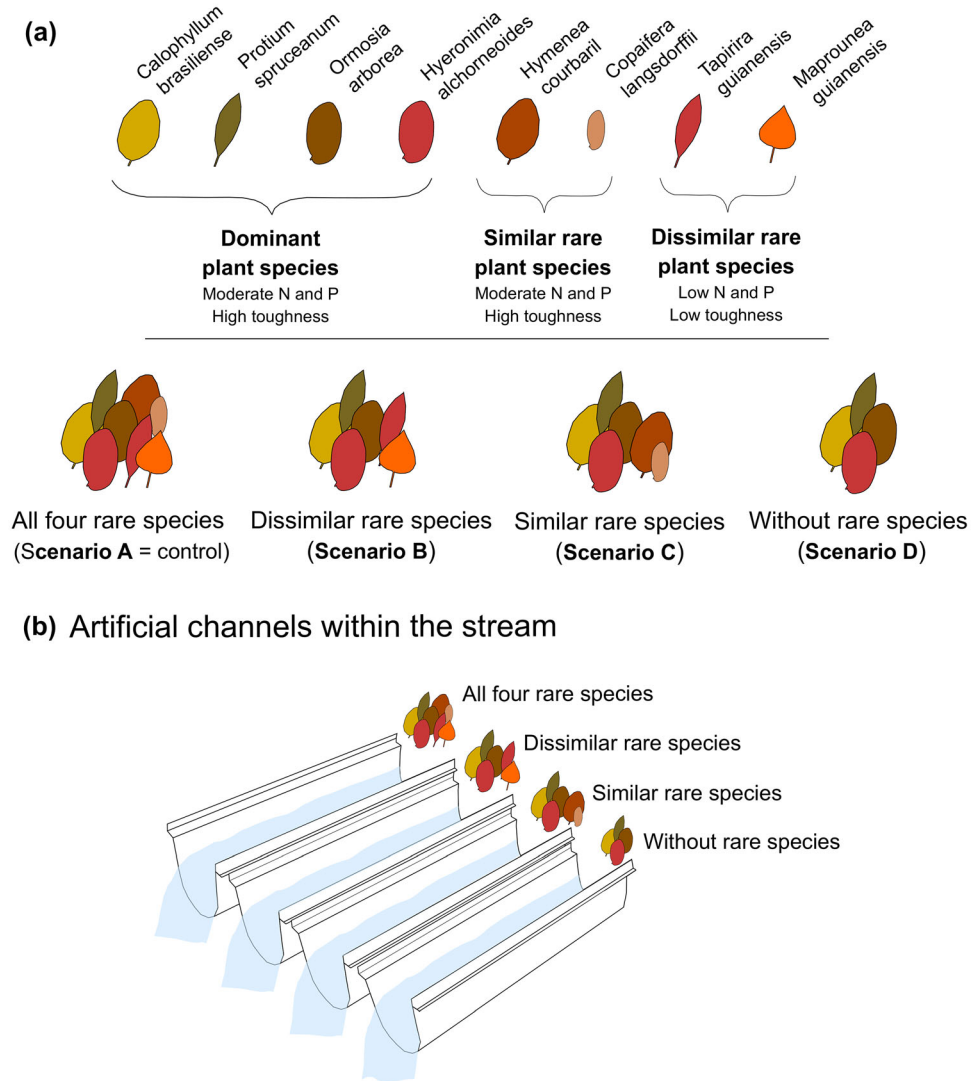 (a)
Calophyllum
brasiliense
Protium
spruceanum
Ormosia
arborea
Hyeronimia
alchorneoides
Hymenea
courbaril
Copaifera
langsdorffii
Tapirira
guianensis
Maprounea
guianensis
Dominant
plant species
Moderate N and P
High toughness
Similar rare
plant species
Moderate N and P
High toughness
Dissimilar rare
plant species
Low N and P
Low toughness
All four rare species
(Scenario A = control)
Dissimilar rare species
(Scenario B)
Similar rare species
(Scenario C)
Without rare species
(Scenario D)
(b) Artificial channels within the stream
All four rare species
Dissimilar rare species
Similar rare species
Without rare species